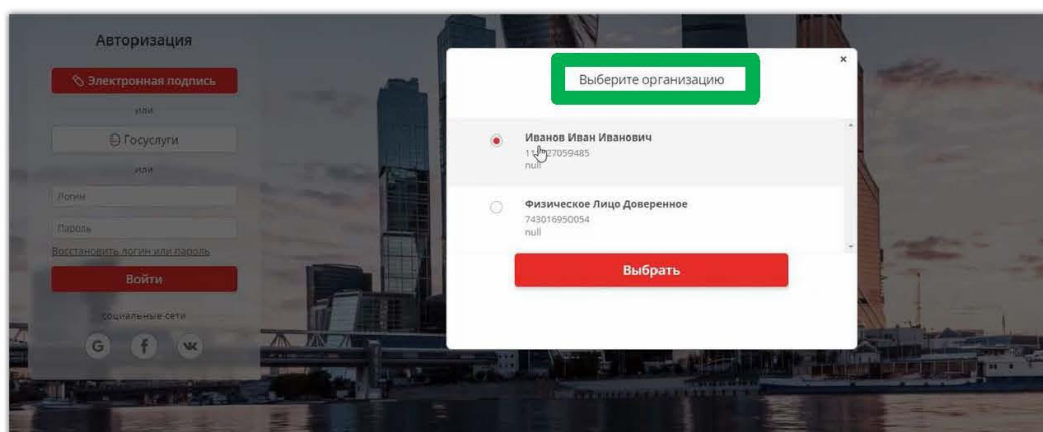 Авторизация
Электронная подпись
или
Госуслуги
или
Логин
Пароль
Восстановить логин или пароль
Войти
социальные сети
G f
Выберите организацию
×
Иванов Иван Иванович
null
Физическое Лицо Доверенное
743016950054
null
Выбрать